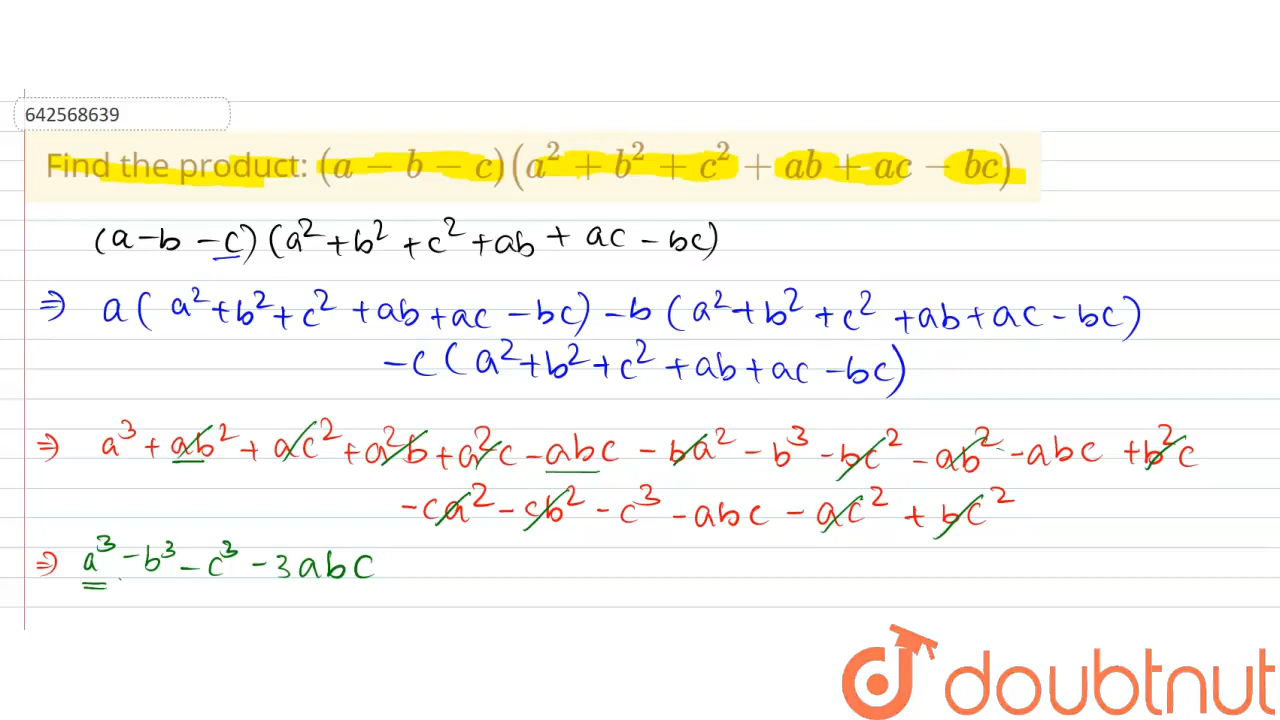 642568639
Find the product: (a − b − c)(a² + b² + c² + ab + ac − bc)
(a-b-c)(a²+b²+c²+ab+ac-bc)
⇒ a(a²+b²+c²+ab+ac-bc)-b(a²+b²+c²+ab+ac-bc)
-c(a²+b²+c²+ab+ac-bc)
⇒ a³+ab²+ac²+a²b+a²c-abc-ba²-b³-bc²-ab²-abc+b²c
-ca²-cb²-c³-abc-ac²+bc²
⇒ a³-b³-c³-3abc
doubtnut